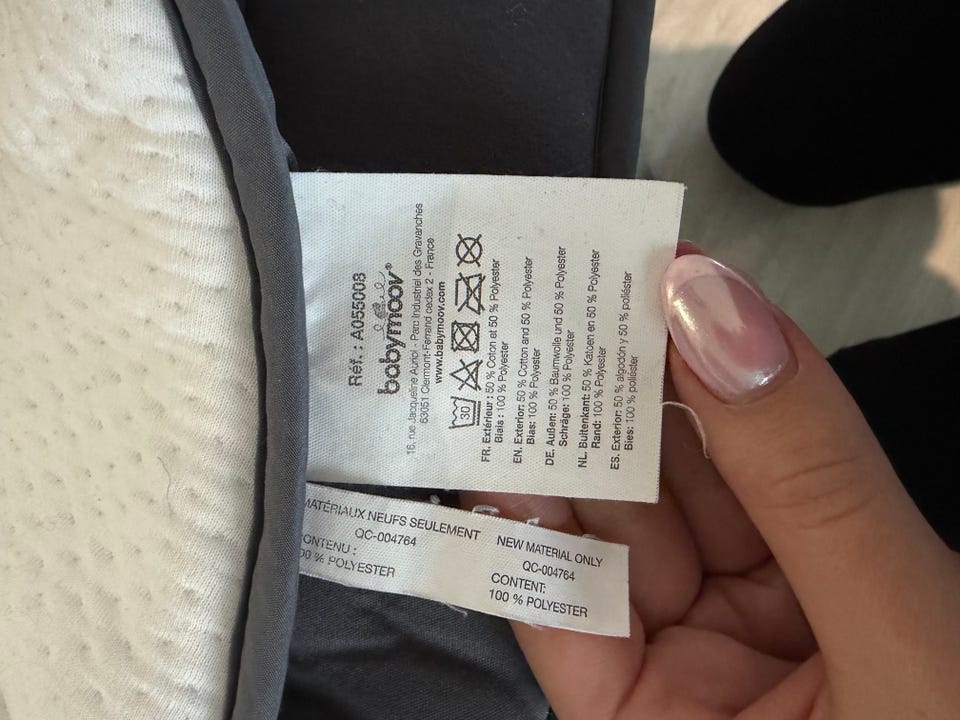 Réf. : A055008
babymoov®
16, rue Jacqueline Auriol - Parc Industriel des Gravanches
63051 Clermont-Ferrand cedex 2 - France
www.babymoov.com
30
FR. Extérieur : 50 % Coton et 50 % Polyester
Biais : 100 % Polyester
EN. Exterior: 50 % Cotton and 50 % Polyester
Bias: 100 % Polyester
DE. Außen: 50 % Baumwolle und 50 % Polyester
Schräge: 100 % Polyester
NL. Buitenkant: 50 % Katoen en 50 % Polyester
Rand: 100 % Polyester
ES. Exterior: 50 % algodón y 50 % poliéster
Bies: 100 % poliéster
MATÉRIAUX NEUFS SEULEMENT
QC-004764
CONTENU :
100 % POLYESTER
NEW MATERIAL ONLY
QC-004764
CONTENT:
100 % POLYESTER